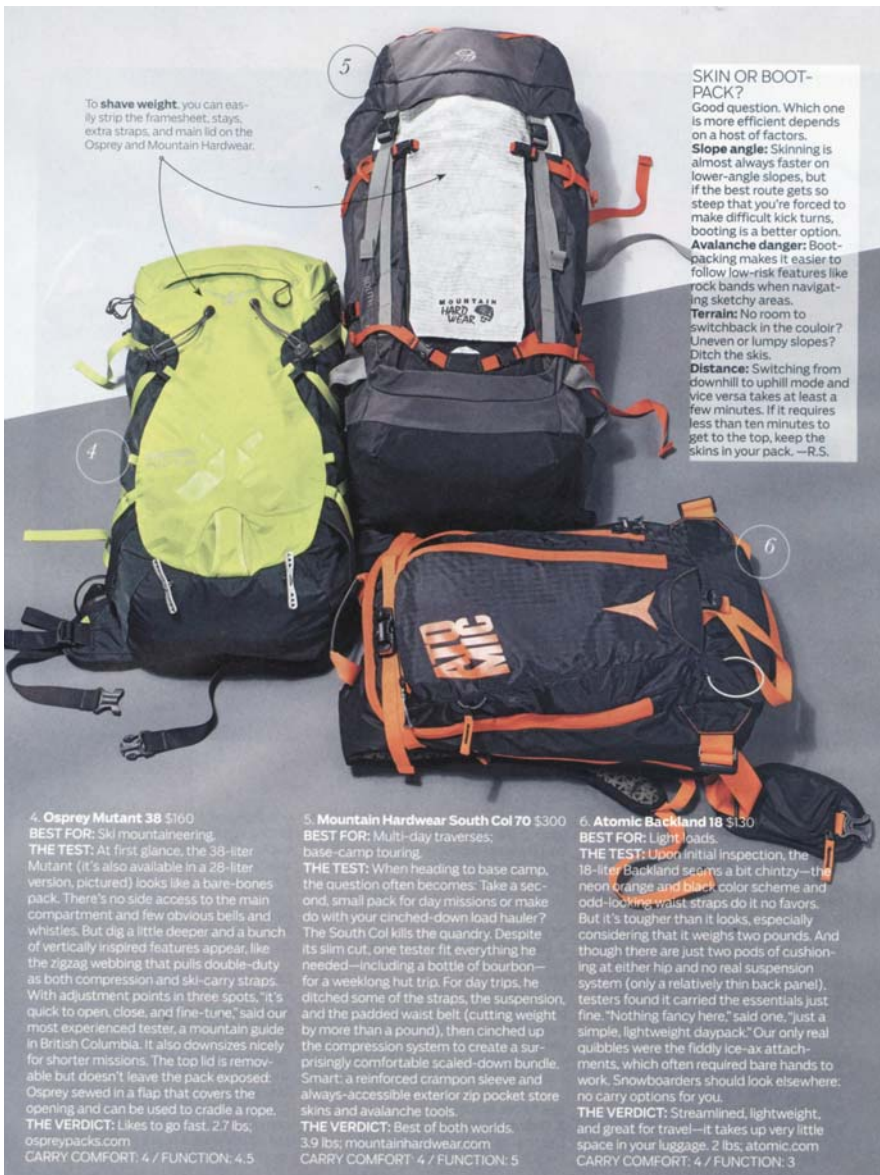 5
To shave weight, you can eas-
ily strip the framesheet, stays,
extra straps, and main lid on the
Osprey and Mountain Hardwear.
SKIN OR BOOT-
PACK?
Good question. Which one
is more efficient depends
on a host of factors.
Slope angle: Skinning is
almost always faster on
lower-angle slopes, but
if the best route gets so
steep that you're forced to
make difficult kick turns,
booting is a better option.
Avalanche danger: Boot-
packing makes it easier to
follow low-risk features like
rock bands when navigat-
ing sketchy areas.
Terrain: No room to
switchback in the couloir?
Uneven or lumpy slopes?
Ditch the skis.
Distance: Switching from
downhill to uphill mode and
vice versa takes at least a
few minutes. If it requires
less than ten minutes to
get to the top, keep the
skins in your pack. —R.S.
MOUNTAIN
HARD
WEAR
4
6
ATO
MIC
4. Osprey Mutant 38 $160
BEST FOR: Ski mountaineering.
THE TEST: At first glance, the 38-liter
Mutant (it's also available in a 28-liter
version, pictured) looks like a bare-bones
pack. There's no side access to the main
compartment and few obvious bells and
whistles. But dig a little deeper and a bunch
of vertically inspired features appear, like
the zigzag webbing that pulls double-duty
as both compression and ski-carry straps.
With adjustment points in three spots, "it's
quick to open, close, and fine-tune," said our
most experienced tester, a mountain guide
in British Columbia. It also downsizes nicely
for shorter missions. The top lid is remov-
able but doesn't leave the pack exposed:
Osprey sewed in a flap that covers the
opening and can be used to cradle a rope.
THE VERDICT: Likes to go fast. 2.7 lbs;
ospreypacks.com
CARRY COMFORT: 4 / FUNCTION: 4.5
5. Mountain Hardwear South Col 70 $300
BEST FOR: Multi-day traverses;
base-camp touring.
THE TEST: When heading to base camp,
the question often becomes: Take a sec-
ond, small pack for day missions or make
do with your cinched-down load hauler?
The South Col kills the quandry. Despite
its slim cut, one tester fit everything he
needed—including a bottle of bourbon—
for a weeklong hut trip. For day trips, he
ditched some of the straps, the suspension,
and the padded waist belt (cutting weight
by more than a pound), then cinched up
the compression system to create a sur-
prisingly comfortable scaled-down bundle.
Smart: a reinforced crampon sleeve and
always-accessible exterior zip pocket store
skins and avalanche tools.
THE VERDICT: Best of both worlds.
3.9 lbs; mountainhardwear.com
CARRY COMFORT: 4 / FUNCTION: 5
6. Atomic Backland 18 $130
BEST FOR: Light loads.
THE TEST: Upon initial inspection, the
18-liter Backland seems a bit chintzy—the
neon orange and black color scheme and
odd-looking waist straps do it no favors.
But it's tougher than it looks, especially
considering that it weighs two pounds. And
though there are just two pods of cushion-
ing at either hip and no real suspension
system (only a relatively thin back panel),
testers found it carried the essentials just
fine. "Nothing fancy here," said one, "just a
simple, lightweight daypack." Our only real
quibbles were the fiddly ice-ax attach-
ments, which often required bare hands to
work. Snowboarders should look elsewhere:
no carry options for you.
THE VERDICT: Streamlined, lightweight,
and great for travel—it takes up very little
space in your luggage. 2 lbs; atomic.com
CARRY COMFORT: 4 / FUNCTION: 3